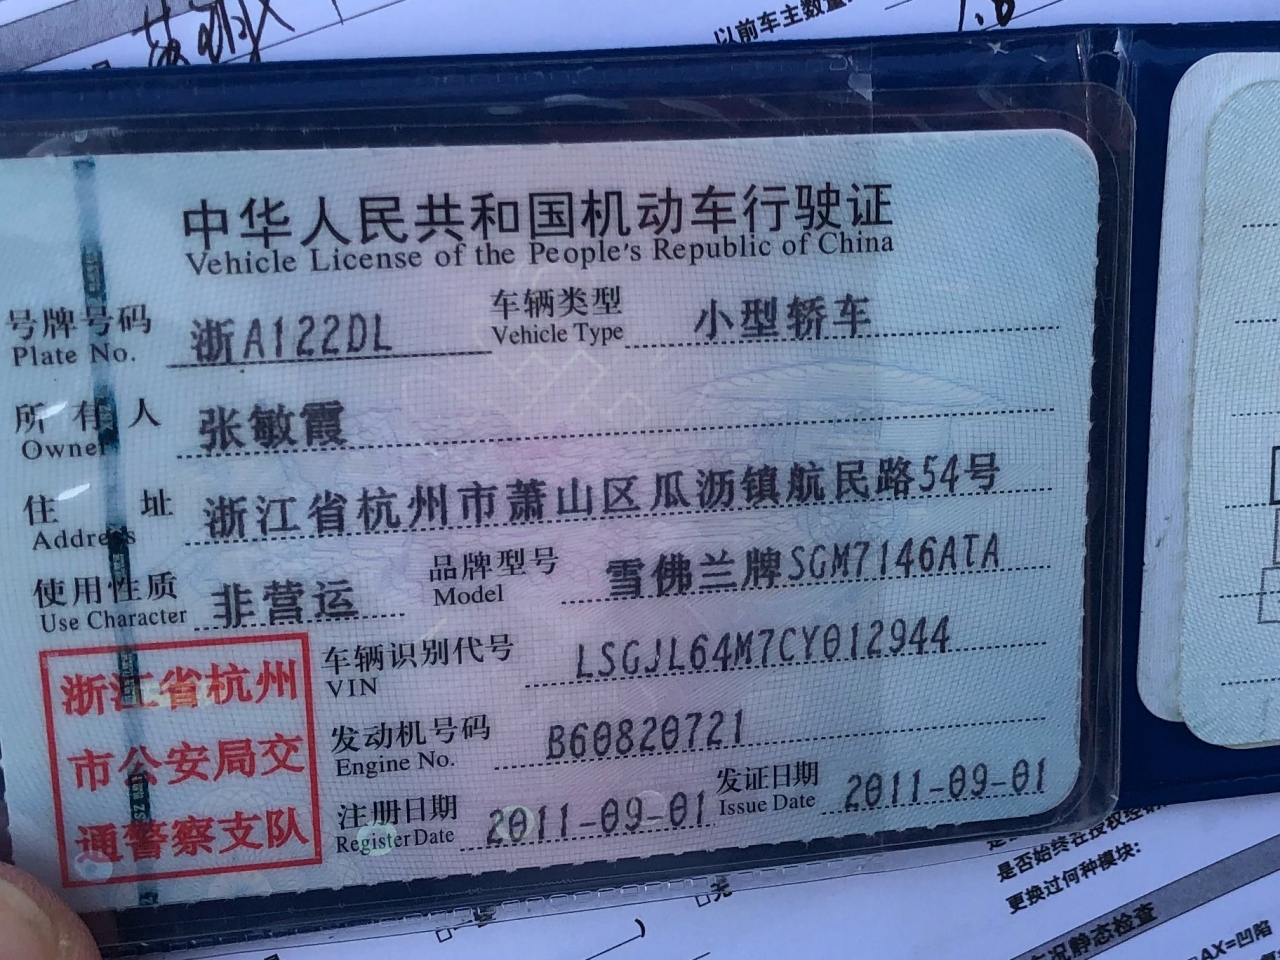 以前车主数量:
中华人民共和国机动车行驶证
Vehicle License of the People's Republic of China
号牌号码 浙A122DL 车辆类型 小型轿车
Plate No. Vehicle Type
所有人 张敏霞
Owner
住址 浙江省杭州市萧山区瓜沥镇航民路54号
Address
使用性质 非营运 品牌型号 雪佛兰牌SGM7146ATA
Use Character Model
浙江省杭州
市公安局交
通警察支队
车辆识别代号 LSGJL64M7CY012944
VIN
发动机号码 B60820721
Engine No.
注册日期 2011-09-01 发证日期 2011-09-01
Register Date Issue Date
是否始终在授权经
更换过何种模块:
□无
车况静态检查
AX=凹陷